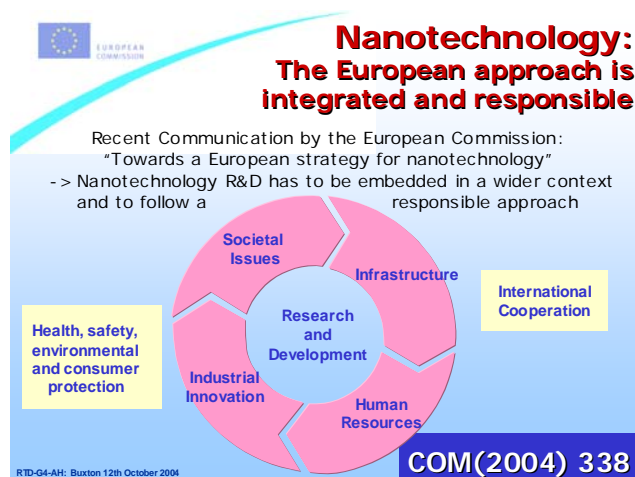 EUROPEAN
COMMISSION
Nanotechnology:
The European approach is
integrated and responsible
Recent Communication by the European Commission:
“Towards a European strategy for nanotechnology”
-> Nanotechnology R&D has to be embedded in a wider context
and to follow a responsible approach
Societal
Issues
Infrastructure
International
Cooperation
Research
and
Development
Health, safety,
environmental
and consumer
protection
Industrial
Innovation
Human
Resources
COM(2004) 338
RTD-G4-AH: Buxton 12th October 2004